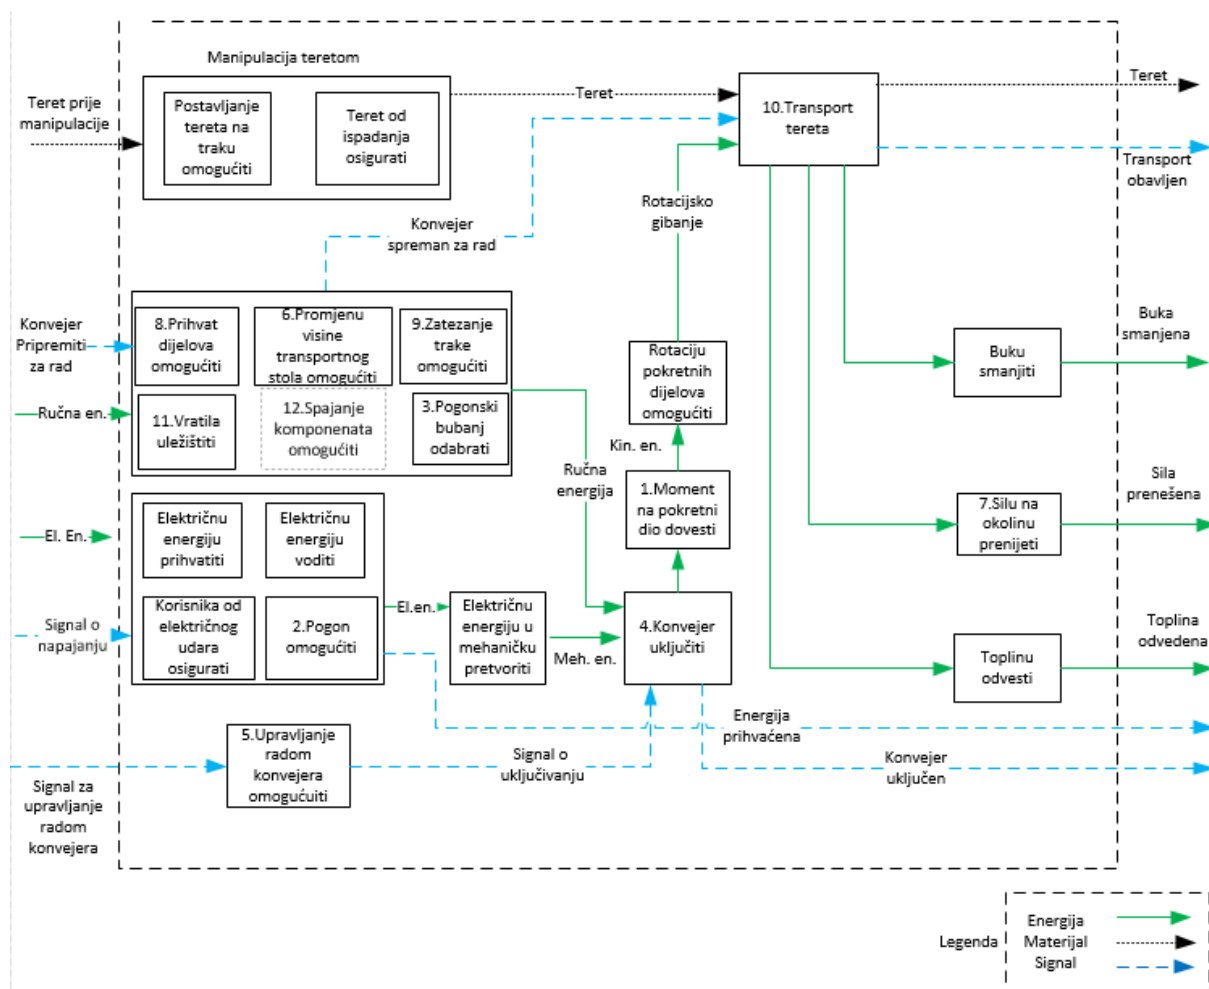 Manipulacija teretom
Teret prije
manipulacije
Postavljanje
tereta na
traku
omogućiti
Teret od
ispadanja
osigurati
Teret
10.Transport
tereta
Teret
Transport
obavljen
Rotacijsko
gibanje
Konvejer
spreman za rad
Konvejer
Pripremiti
za rad
8.Prihvat
dijelova
omogućiti
6.Promjenu
visine
transportnog
stola omogućiti
9.Zatezanje
trake
omogućiti
Ručna en.
11.Vratila
uležištiti
12.Spajanje
komponenata
omogućiti
3.Pogonski
bubanj
odabrati
Rotaciju
pokretnih
dijelova
omogućiti
Buku
smanjiti
Buka
smanjena
Kin. en.
Ručna
energija
1.Moment
na pokretni
dio dovesti
7.Silu na
okolinu
prenijeti
Sila
prenešena
El. En.
Električnu
energiju
prihvatiti
Električnu
energiju
voditi
Signal o
napajanju
Korisnika od
električnog
udara
osigurati
2.Pogon
omogućiti
El.en.
Električnu
energiju u
mehaničku
pretvoriti
Meh. en.
4.Konvejer
uključiti
Toplinu
odvesti
Toplina
odvedena
Energija
prihvaćena
5.Upravljanje
radom
konvejera
omogućuiti
Signal o
uključivanju
Konvejer
uključen
Signal za
upravljanje
radom
konvejera
Legenda
Energija
Materijal
Signal